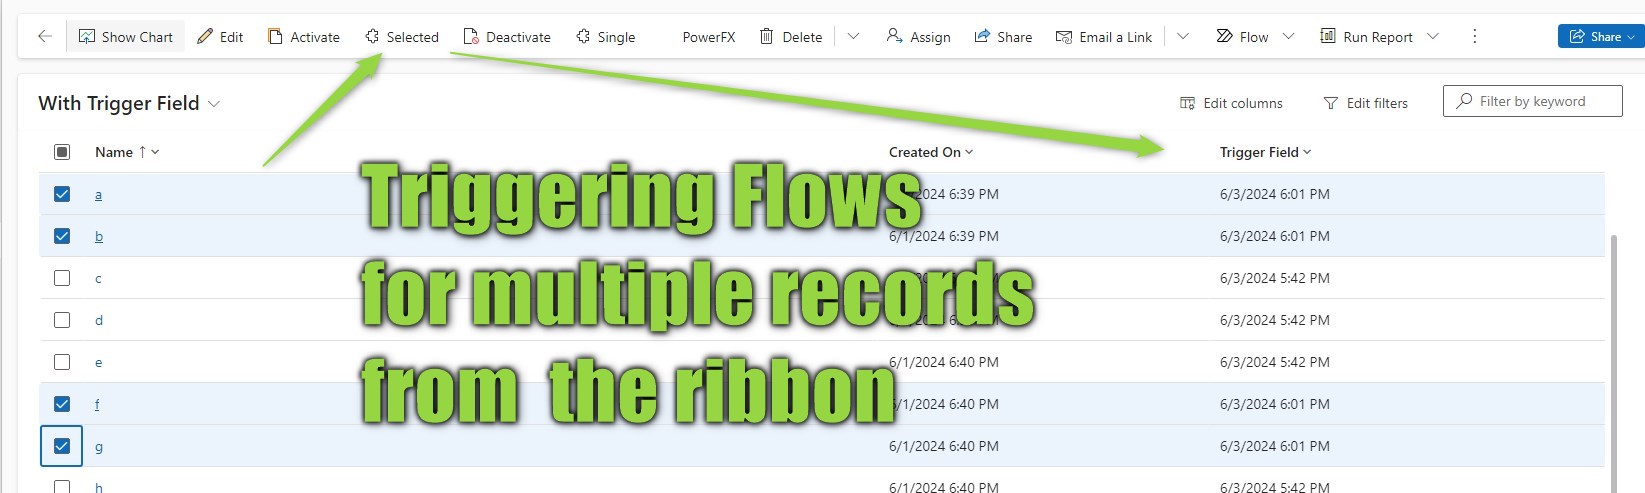 Show Chart Edit Activate Selected Deactivate Single PowerFX Delete Assign Share Email a Link Flow Run Report Share
With Trigger Field Edit columns Edit filters Filter by keyword
Name ↑ Created On Trigger Field
a 6:39 PM 6/3/2024 6:01 PM
Triggering Flows
b 6/1/2024 6:39 PM 6/3/2024 6:01 PM
c PM 6/3/2024 5:42 PM
for multiple records
d PM 6/3/2024 5:42 PM
e 6/1/2024 6:40 PM 6/3/2024 5:42 PM
from the ribbon
f 6/1/2024 6:40 PM 6/3/2024 6:01 PM
g 6/1/2024 6:40 PM 6/3/2024 6:01 PM
h 6/1/2024 6:40 PM 6/3/2024 5:42 PM